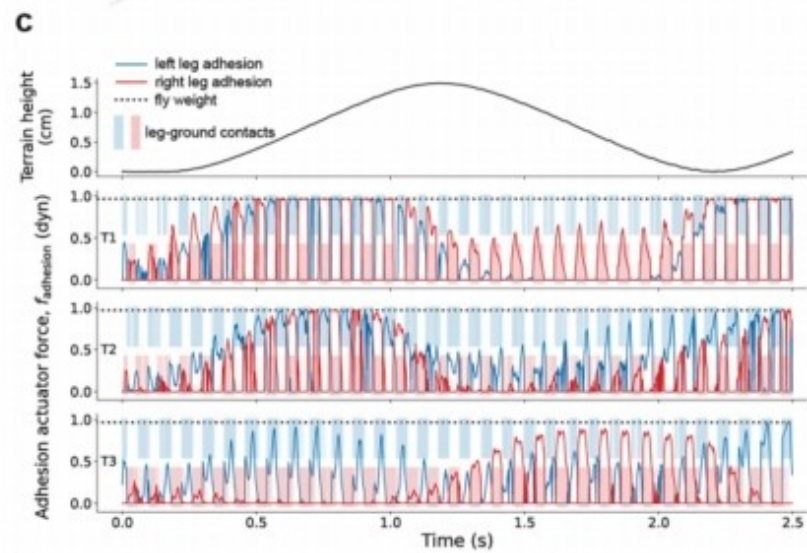 C
left leg adhesion
right leg adhesion
fly weight
leg-ground contacts
Terrain height
(cm)
1.5
1.0
0.5
0.0
Adhesion actuator force, f_adhesion (dyn)
1.0
0.5
0.0
T1
1.0
0.5
0.0
T2
1.0
0.5
0.0
T3
0.0 0.5 1.0 1.5 2.0 2.5
Time (s)